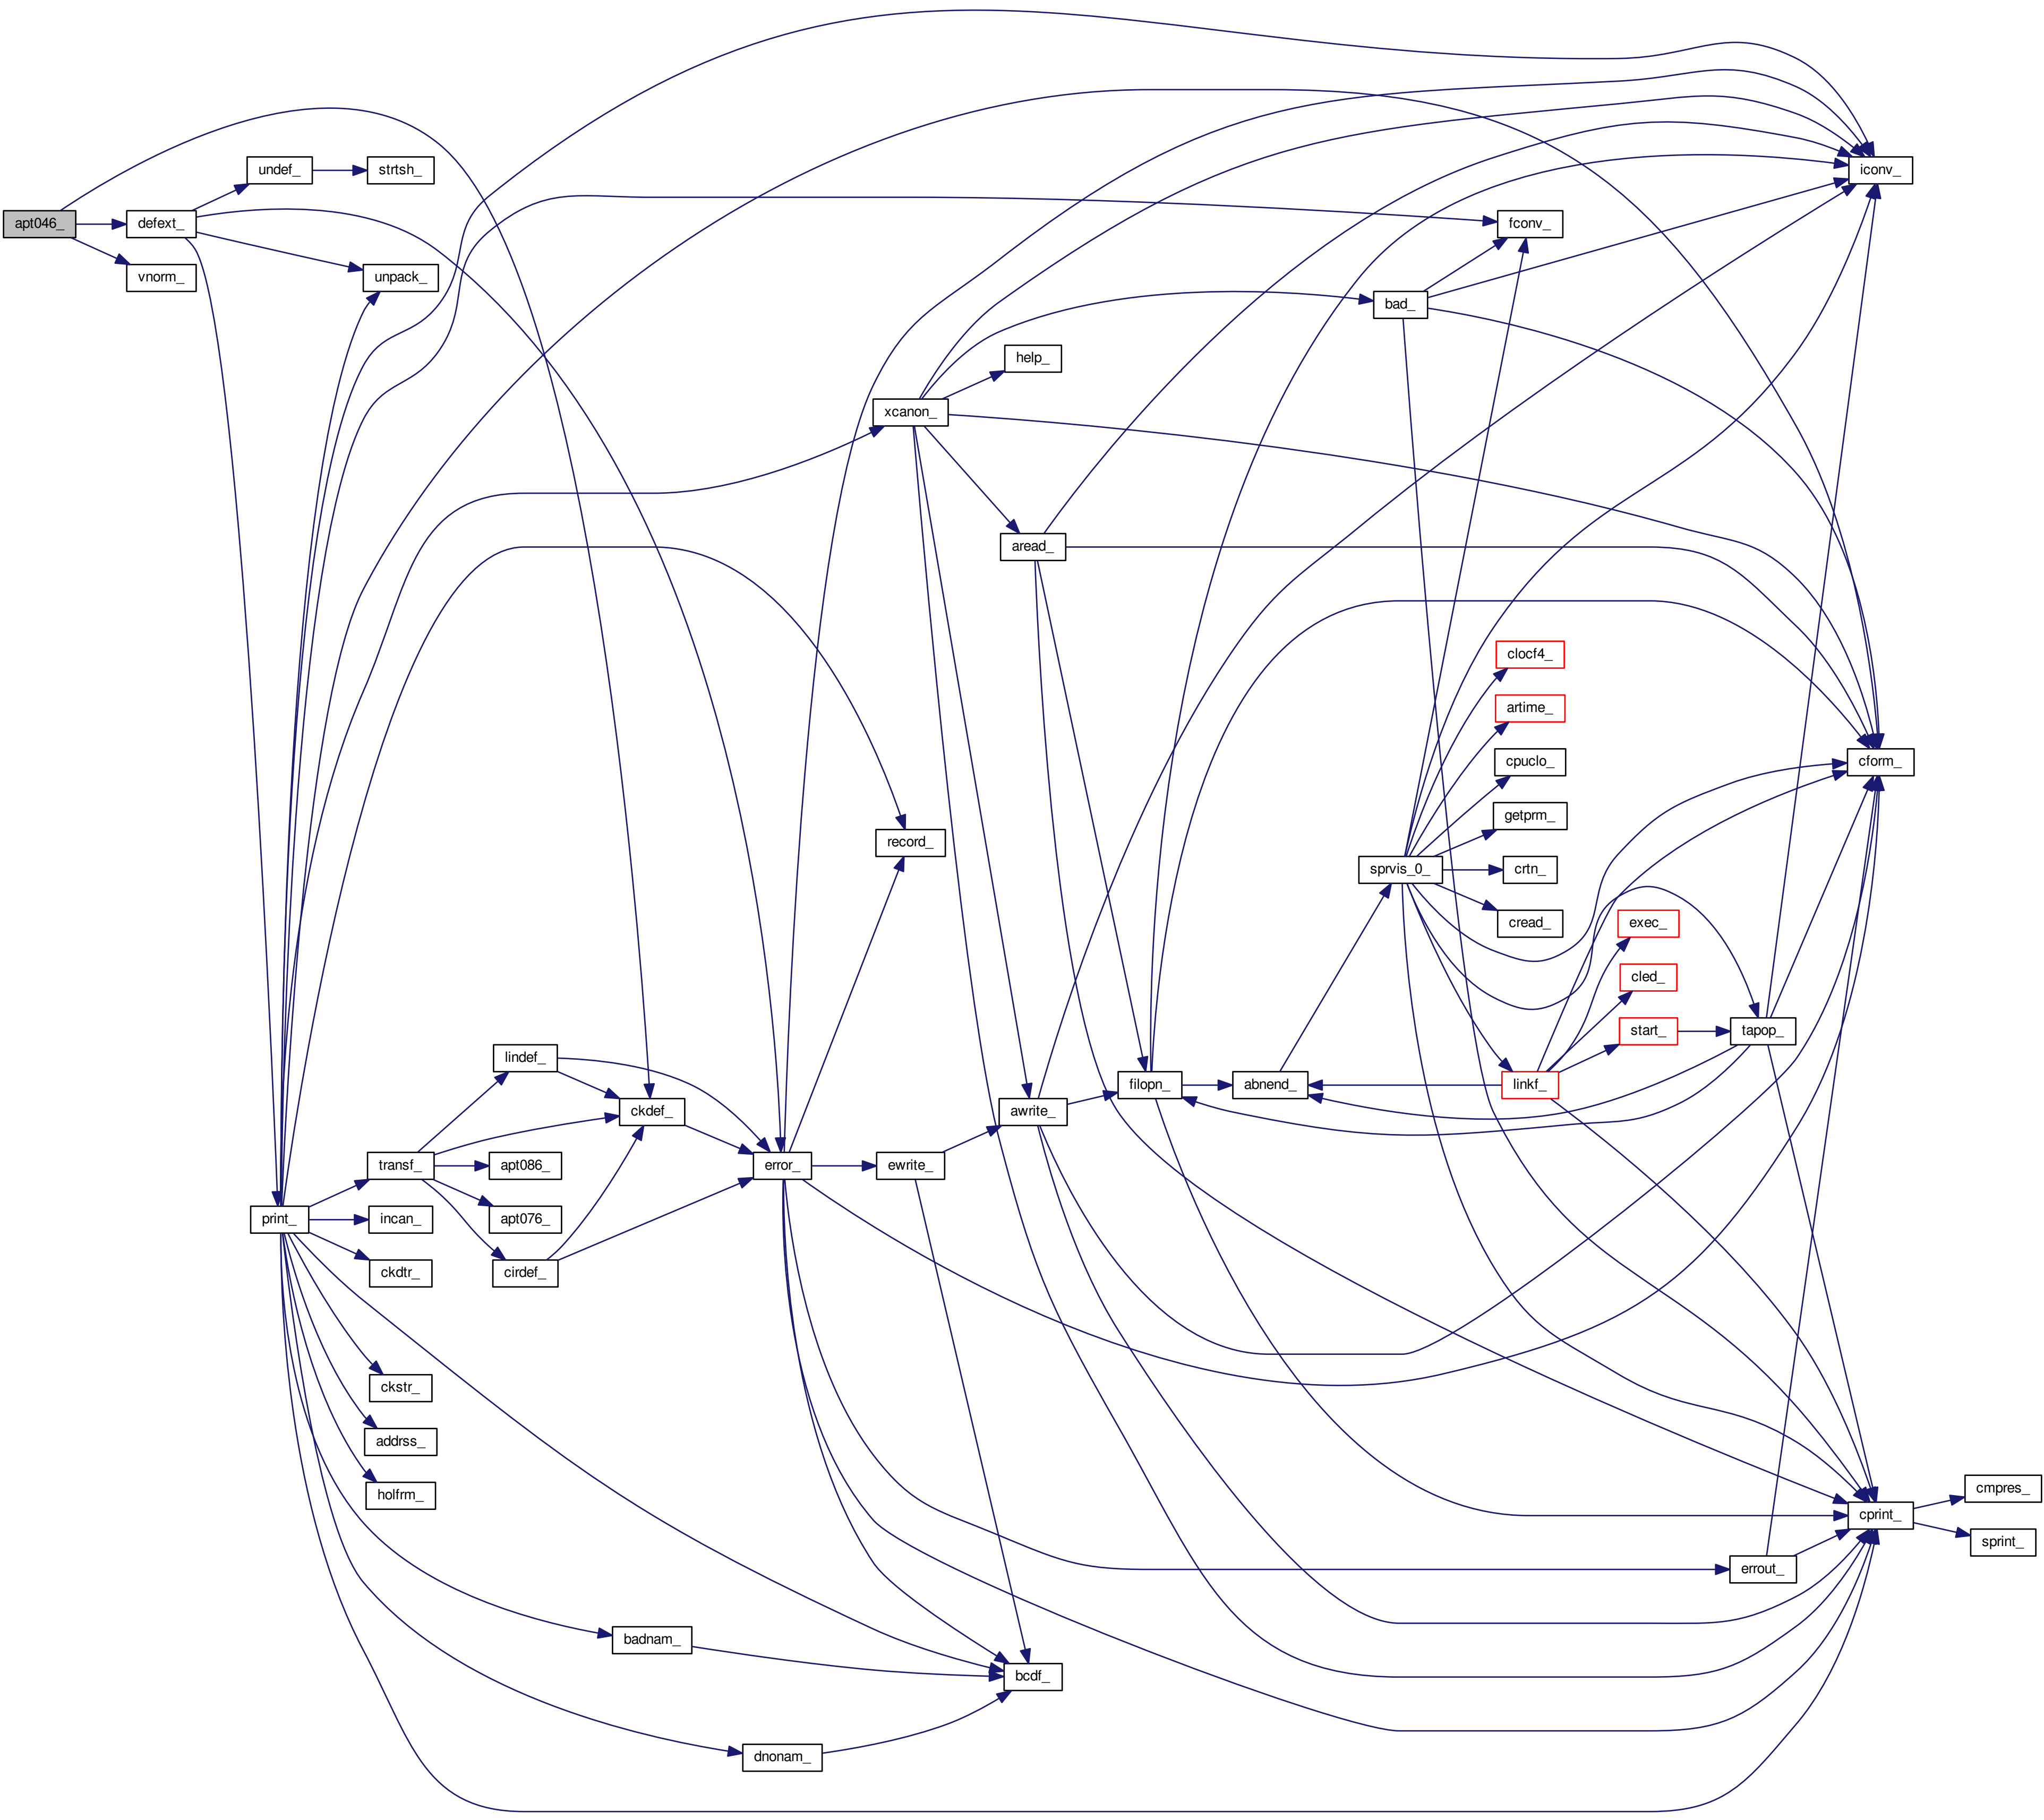 apt046_
defext_
vnorm_
undef_
strtsh_
unpack_
print_
transf_
incan_
ckdtr_
ckstr_
addrss_
holfrm_
lindef_
apt086_
apt076_
cirdef_
ckdef_
badnam_
dnonam_
error_
xcanon_
record_
ewrite_
help_
aread_
awrite_
bcdf_
filopn_
abnend_
bad_
sprvis_0_
fconv_
clocf4_
artime_
cpuclo_
getprm_
crtn_
cread_
linkf_
exec_
cled_
start_
tapop_
errout_
iconv_
cform_
cprint_
cmpres_
sprint_